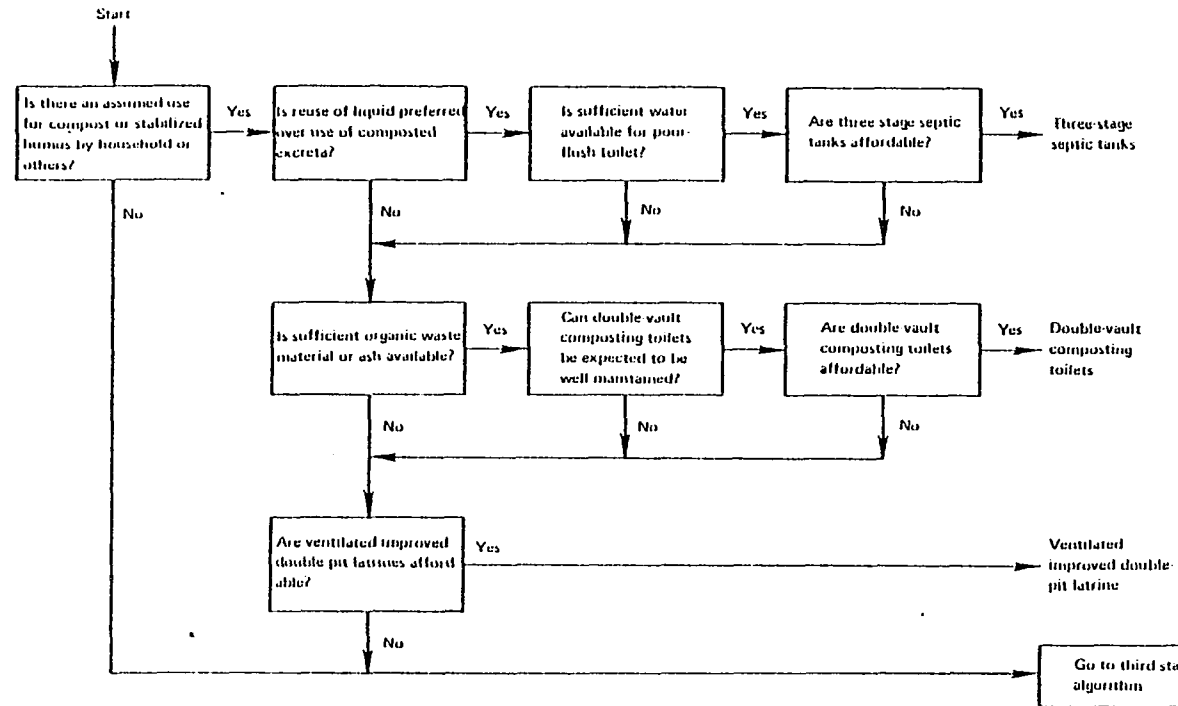 Start
Is there an assumed use
for compost or stabilized
humus by household or
others?
Yes
Is reuse of liquid preferred
over use of composted
excreta?
Yes
Is sufficient water
available for pour-
flush toilet?
Yes
Are three stage septic
tanks affordable?
Yes
Three-stage
septic tanks
No
No
No
No
Is sufficient organic waste
material or ash available?
Yes
Can double-vault
composting toilets
be expected to be
well maintained?
Yes
Are double vault
composting toilets
affordable?
Yes
Double-vault
composting
toilets
No
No
No
Are ventilated improved
double pit latrines afford
able?
Yes
Ventilated
improved double-
pit latrine
No
Go to third sta
algorithm